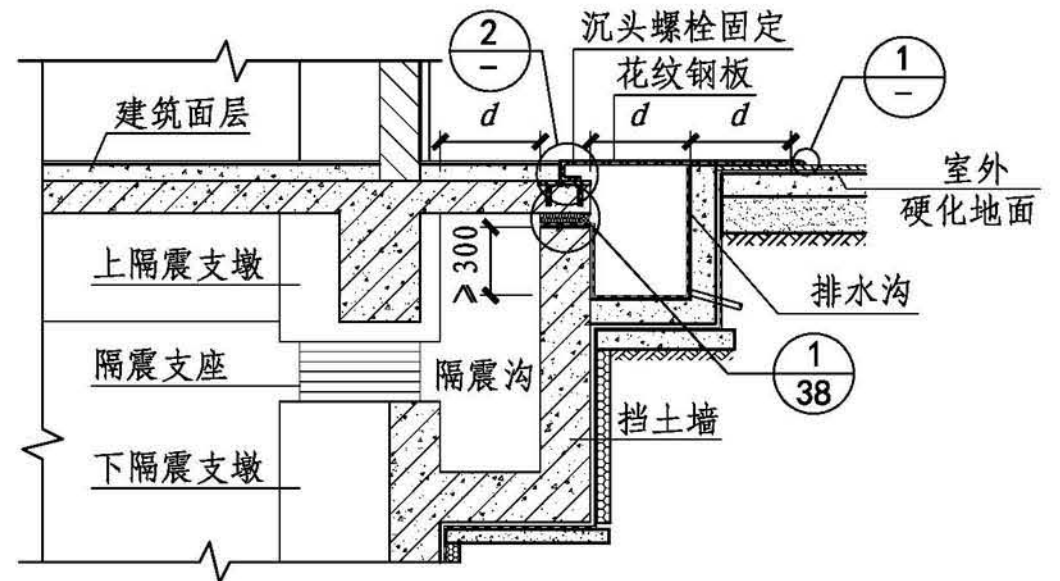 2
–
沉头螺栓固定
花纹钢板
1
–
建筑面层
d
d
d
室外
硬化地面
上隔震支墩
≥300
排水沟
隔震支座
隔震沟
1
38
挡土墙
下隔震支墩